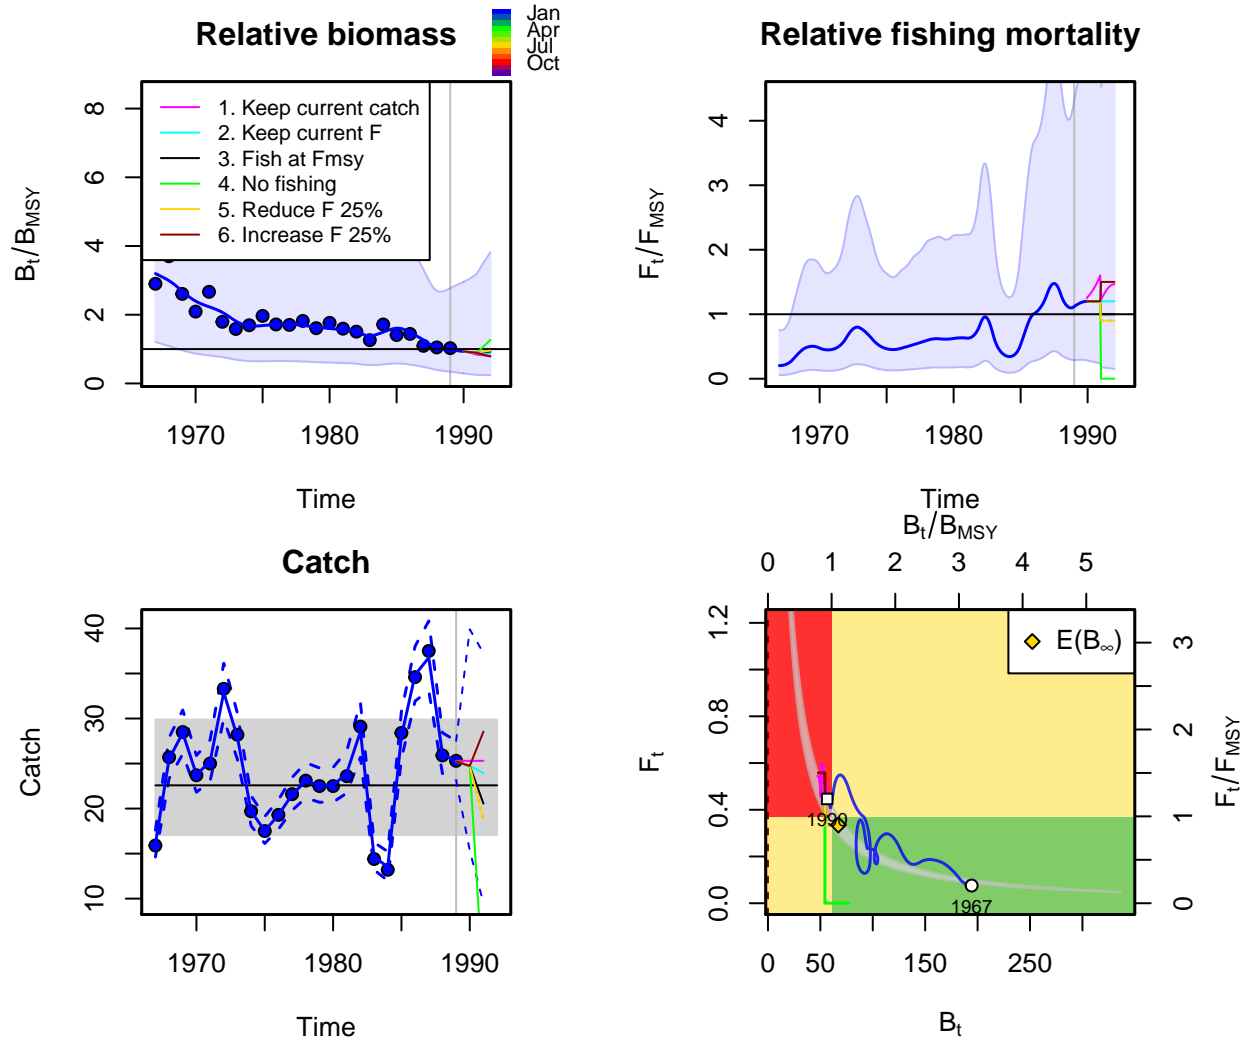 Relative biomass
Jan
Apr
Jul
Oct
1. Keep current catch
2. Keep current F
3. Fish at Fmsy
4. No fishing
5. Reduce F 25%
6. Increase F 25%
Bt/BMSY
0
2
4
6
8
1970
1980
1990
Time
Relative fishing mortality
Ft/FMSY
0
1
2
3
4
1970
1980
1990
Time
Catch
Catch
10
20
30
40
1970
1980
1990
Time
Bt/BMSY
0
1
2
3
4
5
E(B∞)
1990
1967
Ft
0.0
0.4
0.8
1.2
Ft/FMSY
0
1
2
3
0
50
150
250
Bt